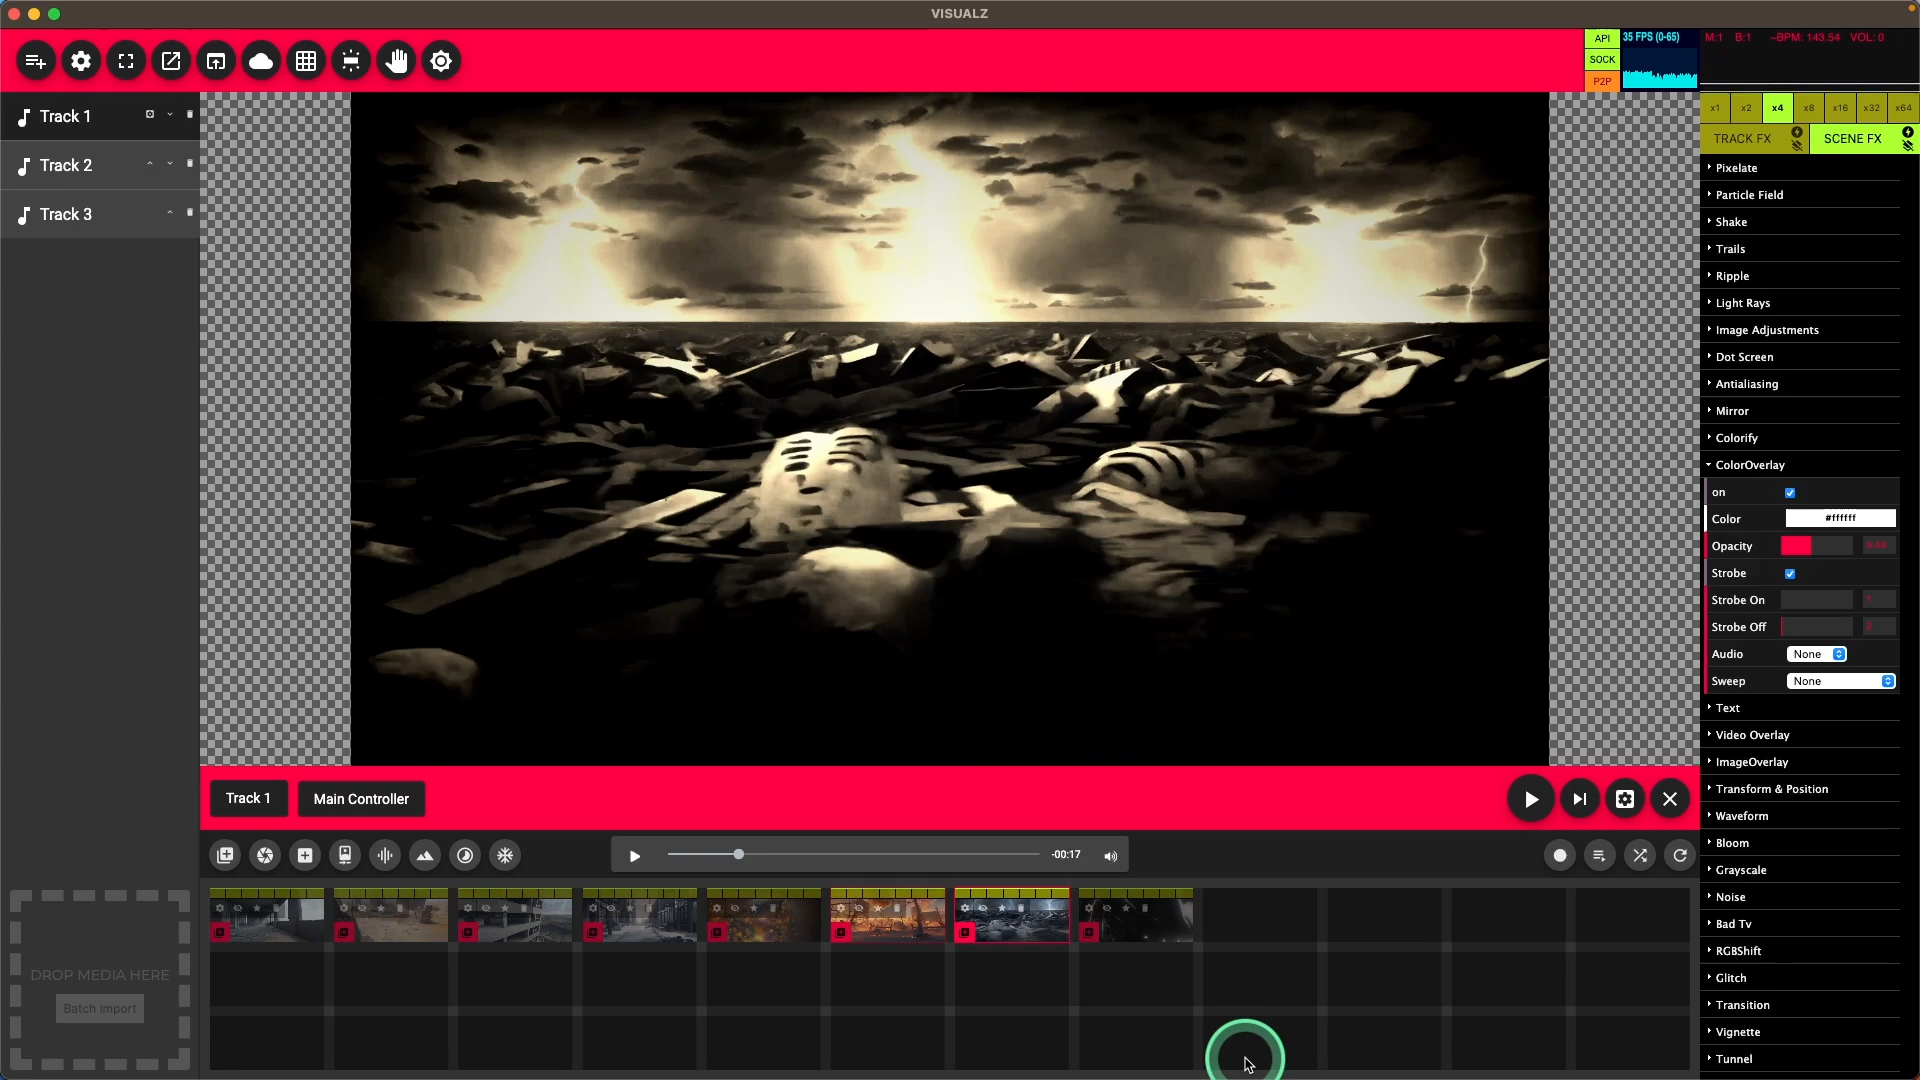 VISUALZ
API
SOCK
P2P
35 FPS (0-65)
M:1 B:1 ~BPM: 143.54 VOL: 0
x1 x2 x4 x8 x16 x32 x64
TRACK FX
SCENE FX
Track 1
Track 2
Track 3
Pixelate
Particle Field
Shake
Trails
Ripple
Light Rays
Image Adjustments
Dot Screen
Antialiasing
Mirror
Colorify
ColorOverlay
on
Color #ffffff
Opacity
Strobe
Strobe On
Strobe Off
Audio None
Sweep None
Text
Video Overlay
ImageOverlay
Transform & Position
Waveform
Bloom
Grayscale
Noise
Bad Tv
RGBShift
Glitch
Transition
Vignette
Tunnel
Track 1
Main Controller
-00:17
DROP MEDIA HERE
Batch Import